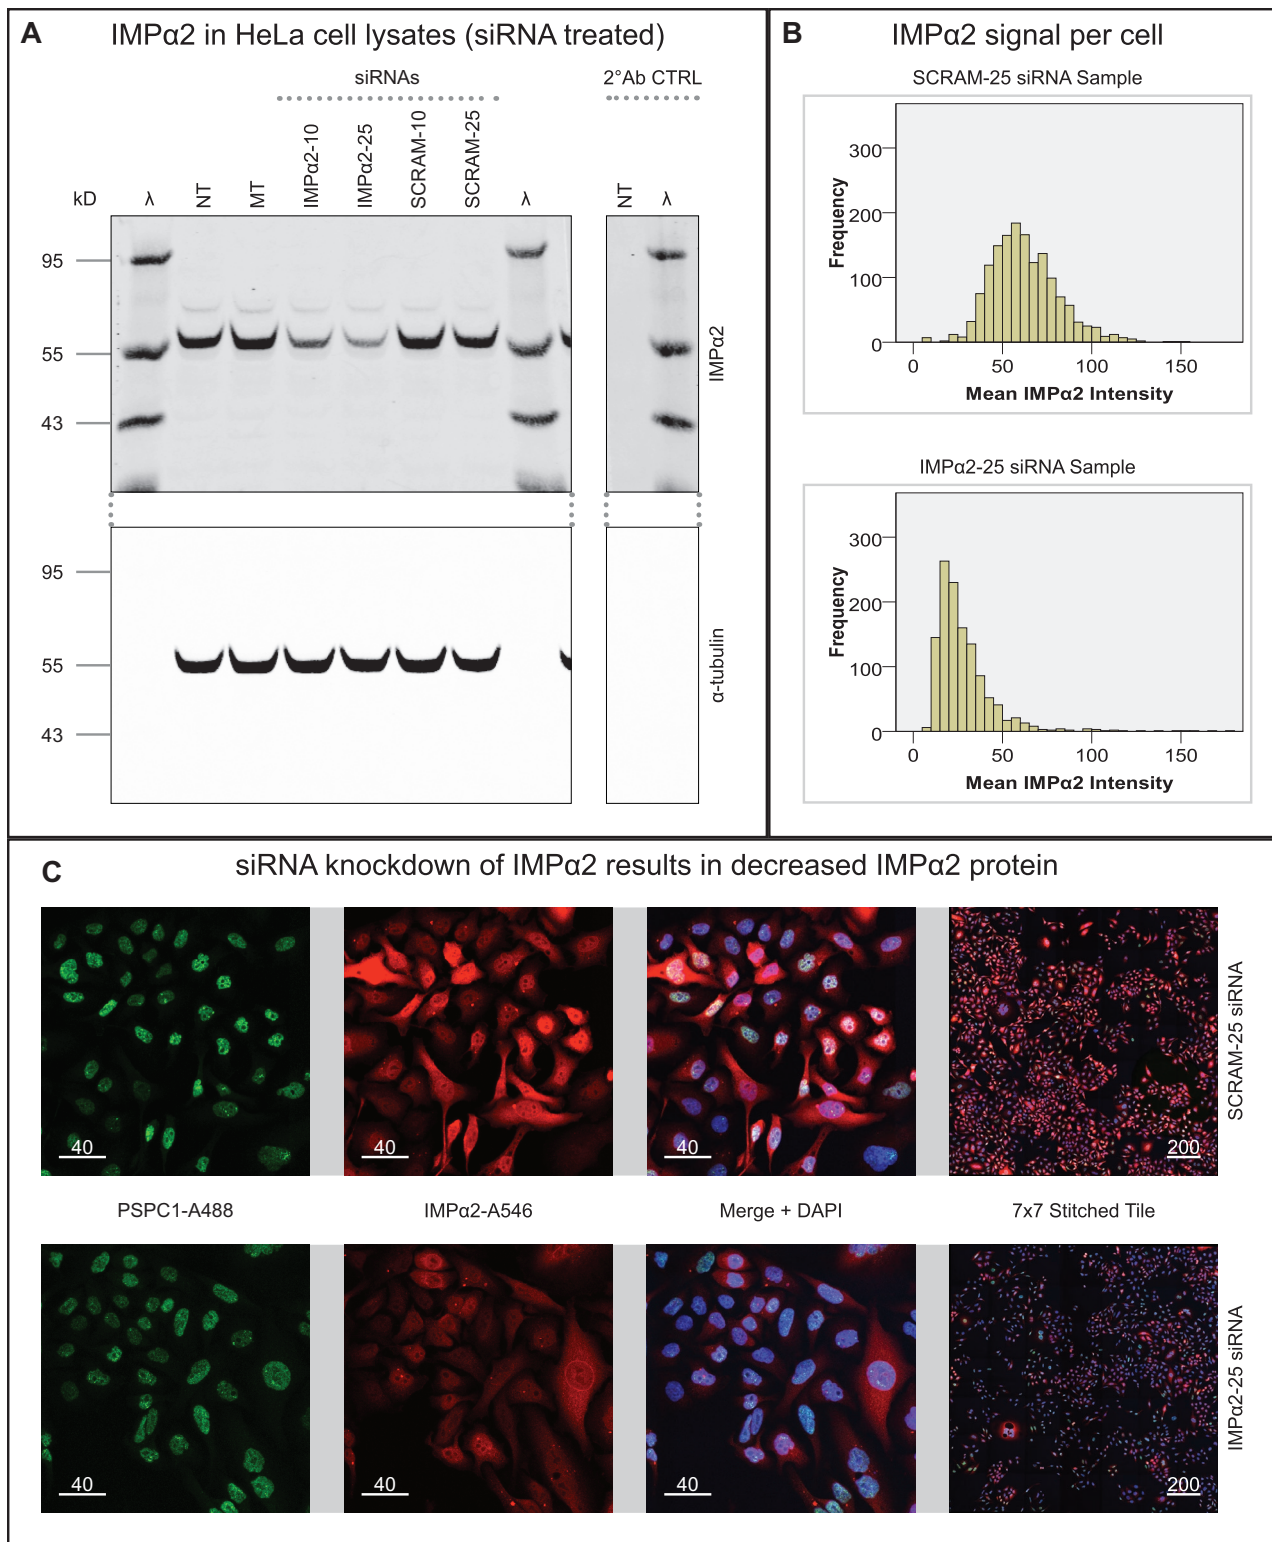 A
IMPα2 in HeLa cell lysates (siRNA treated)
siRNAs
2°Ab CTRL
kD
λ
NT
MT
IMPα2-10
IMPα2-25
SCRAM-10
SCRAM-25
λ
NT
λ
95
55
43
IMPα2
95
55
43
α-tubulin
B
IMPα2 signal per cell
SCRAM-25 siRNA Sample
Frequency
300
200
100
0
0 50 100 150
Mean IMPα2 Intensity
IMPα2-25 siRNA Sample
Frequency
300
200
100
0
0 50 100 150
Mean IMPα2 Intensity
C
siRNA knockdown of IMPα2 results in decreased IMPα2 protein
40 40 40 200
SCRAM-25 siRNA
PSPC1-A488 IMPα2-A546 Merge + DAPI 7x7 Stitched Tile
40 40 40 200
IMPα2-25 siRNA